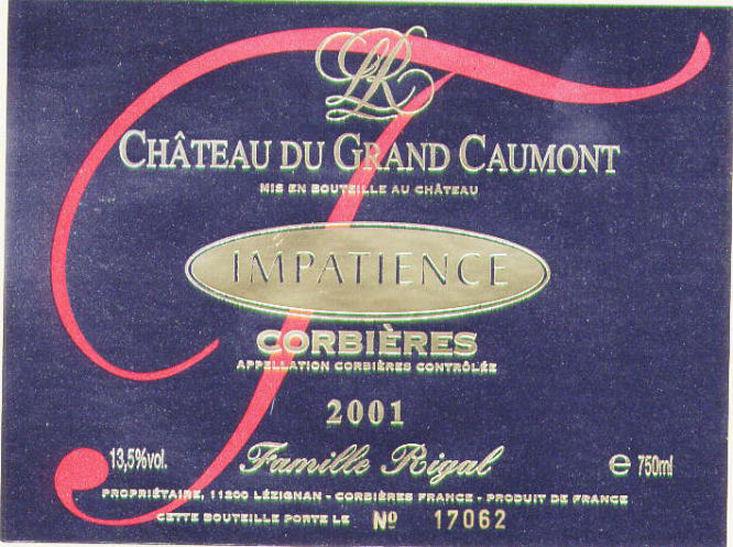 LR
CHÂTEAU DU GRAND CAUMONT
MIS EN BOUTEILLE AU CHÂTEAU
IMPATIENCE
CORBIÈRES
APPELLATION CORBIÈRES CONTRÔLÉE
2001
13,5%vol. Famille Rigal e 750ml
PROPRIÉTAIRE, 11200 LÉZIGNAN - CORBIÈRES FRANCE - PRODUIT DE FRANCE
CETTE BOUTEILLE PORTE LE Nº 17062